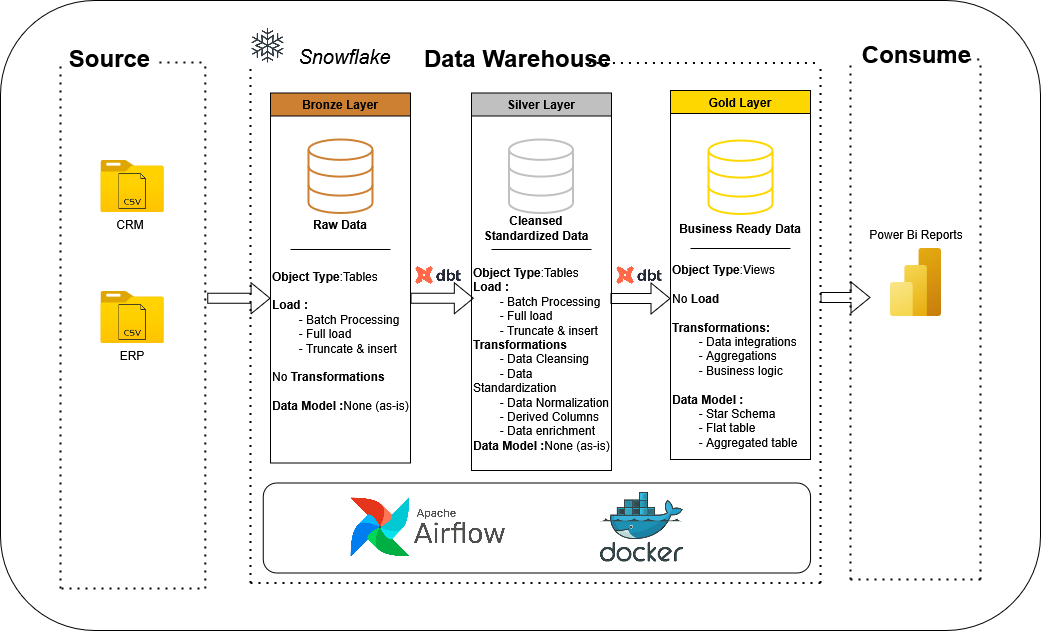 Source
CSV
CRM
CSV
ERP
Snowflake
Data Warehouse
Bronze Layer
Raw Data
Object Type:Tables
Load :
- Batch Processing
- Full load
- Truncate & insert
No Transformations
Data Model :None (as-is)
dbt
Silver Layer
Cleansed
Standardized Data
Object Type:Tables
Load :
- Batch Processing
- Full load
- Truncate & insert
Transformations
- Data Cleansing
- Data
Standardization
- Data Normalization
- Derived Columns
- Data enrichment
Data Model :None (as-is)
dbt
Gold Layer
Business Ready Data
Object Type:Views
No Load
Transformations:
- Data integrations
- Aggregations
- Business logic
Data Model :
- Star Schema
- Flat table
- Aggregated table
Apache
Airflow
docker
Consume
Power Bi Reports